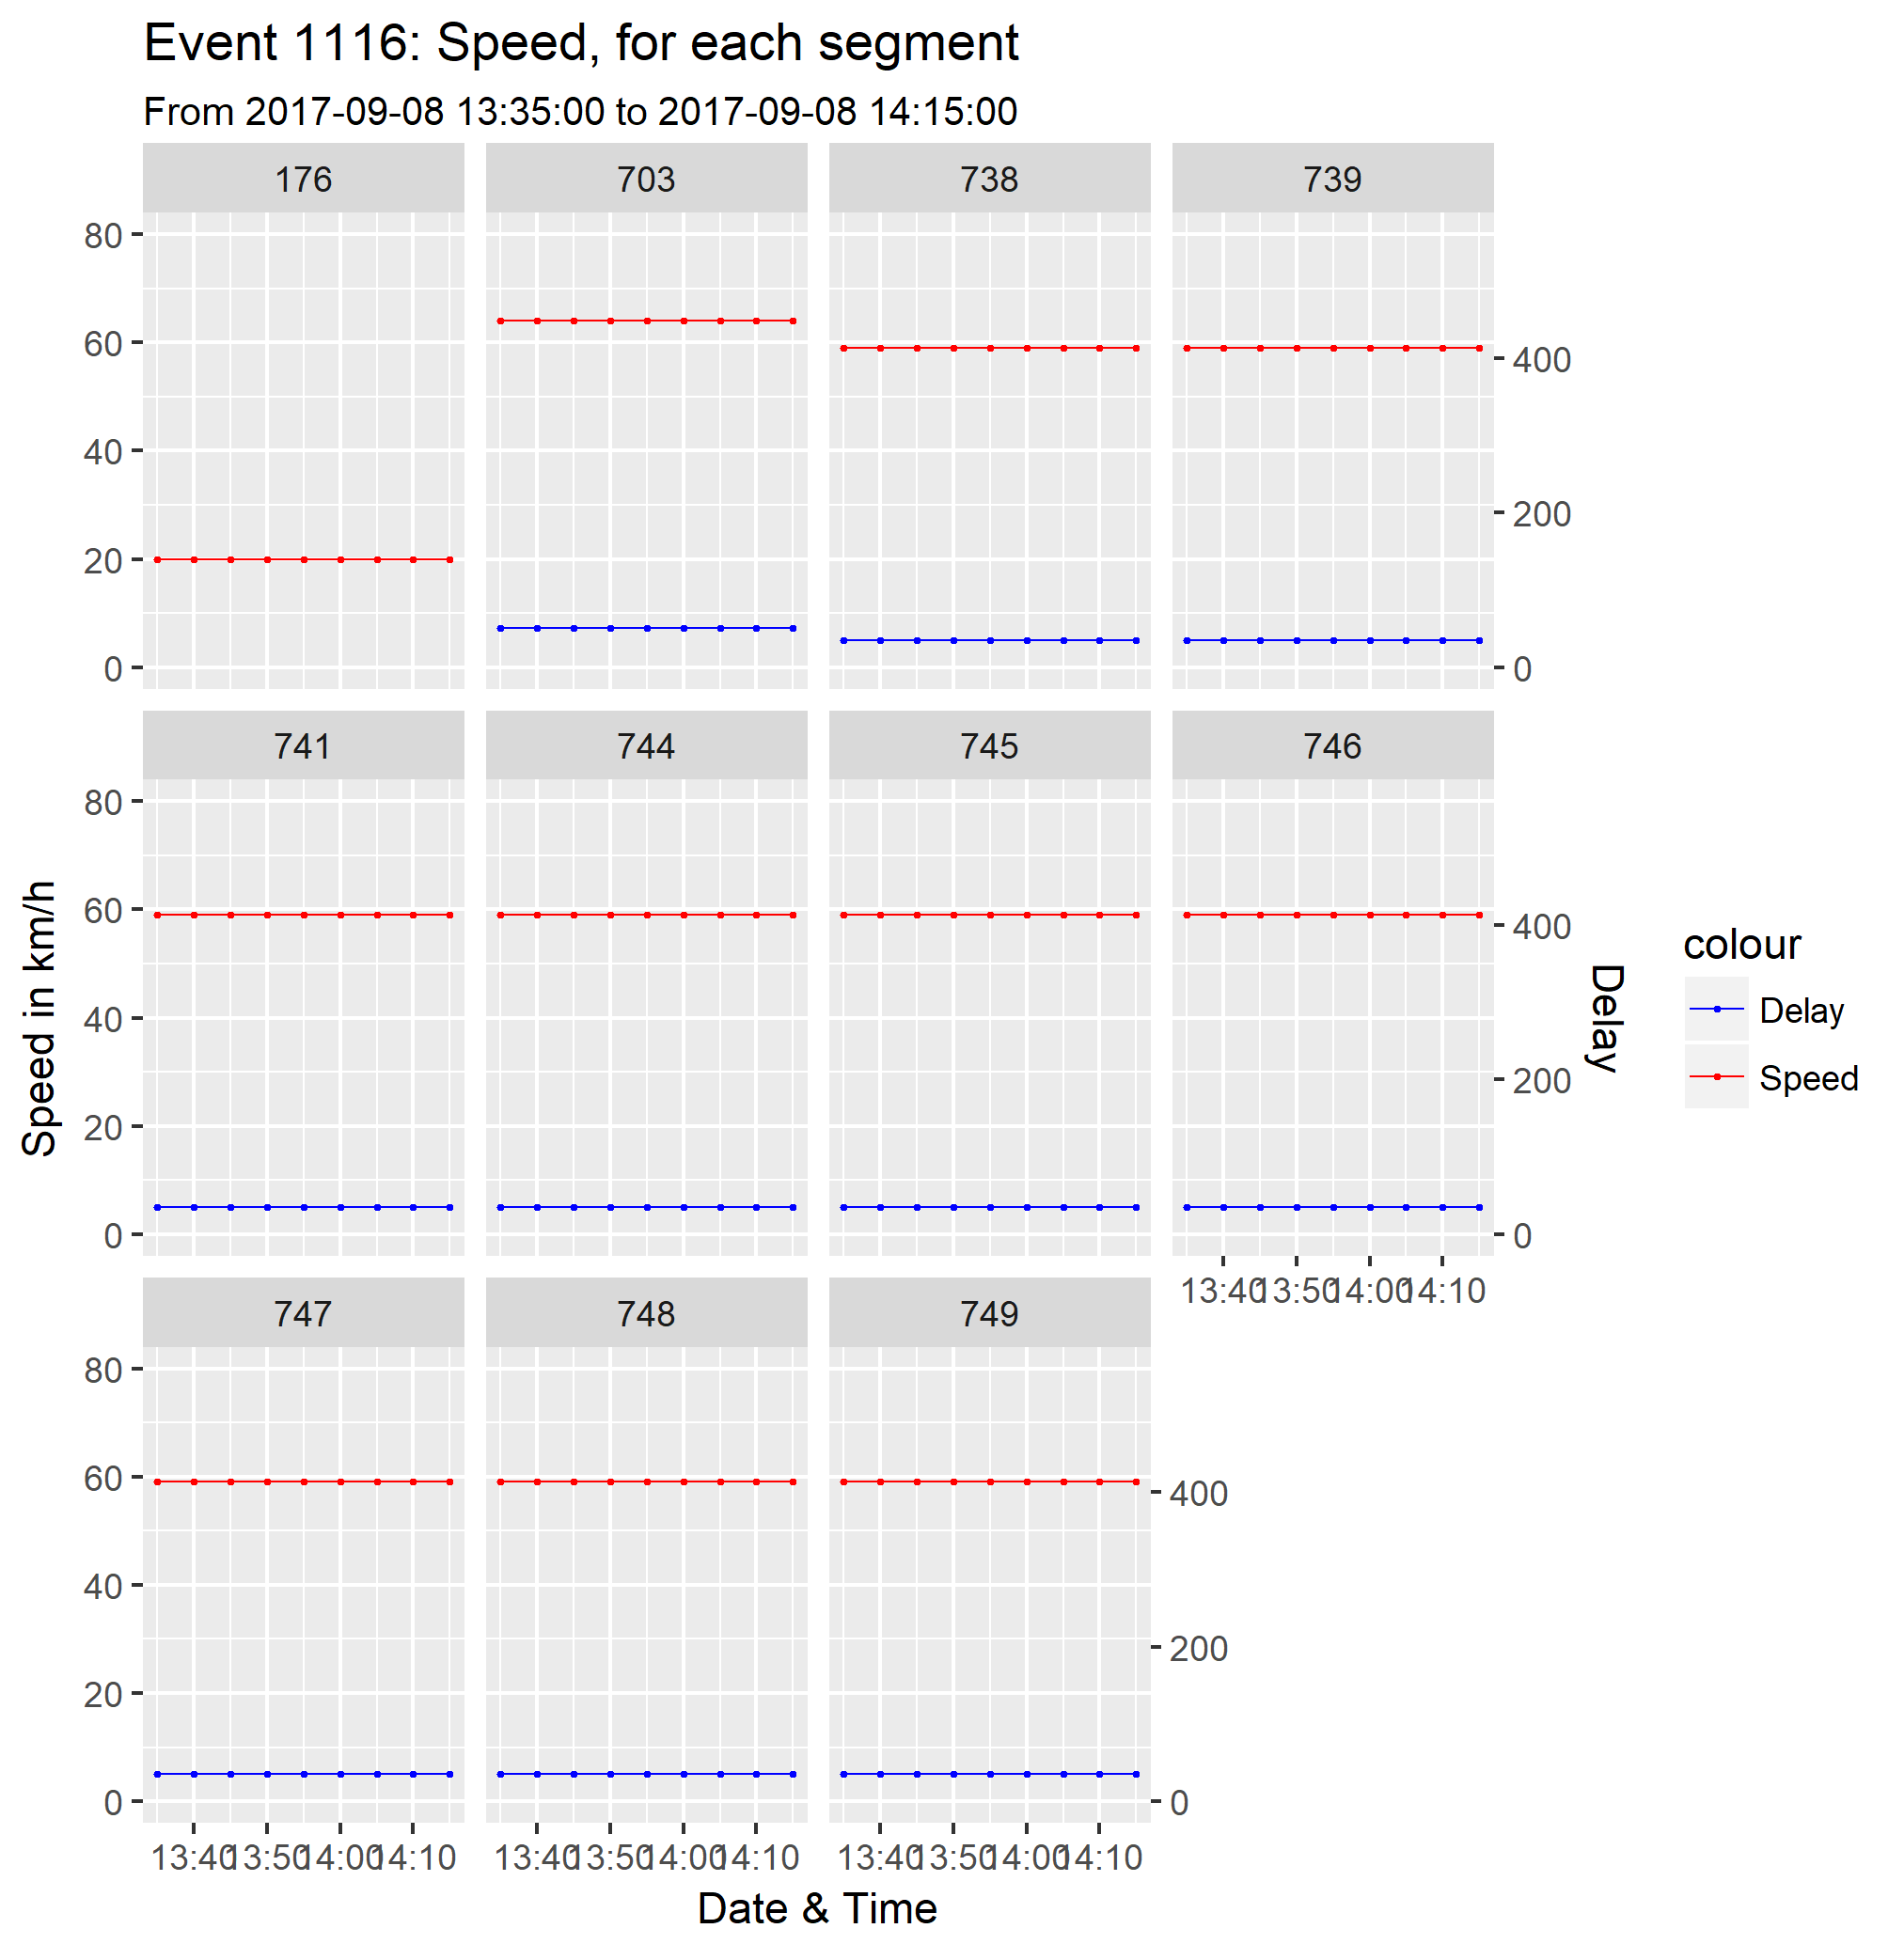 Event 1116: Speed, for each segment
From 2017-09-08 13:35:00 to 2017-09-08 14:15:00
176 703 738 739
80
60
40
20
0
400
200
0
741 744 745 746
80
60
40
20
0
400
200
0
13:40 13:50 14:00 14:10
747 748 749
80
60
40
20
0
400
200
0
13:40 13:50 14:00 14:10 13:40 13:50 14:00 14:10 13:40 13:50 14:00 14:10
Date & Time
Speed in km/h
Delay
colour
Delay
Speed